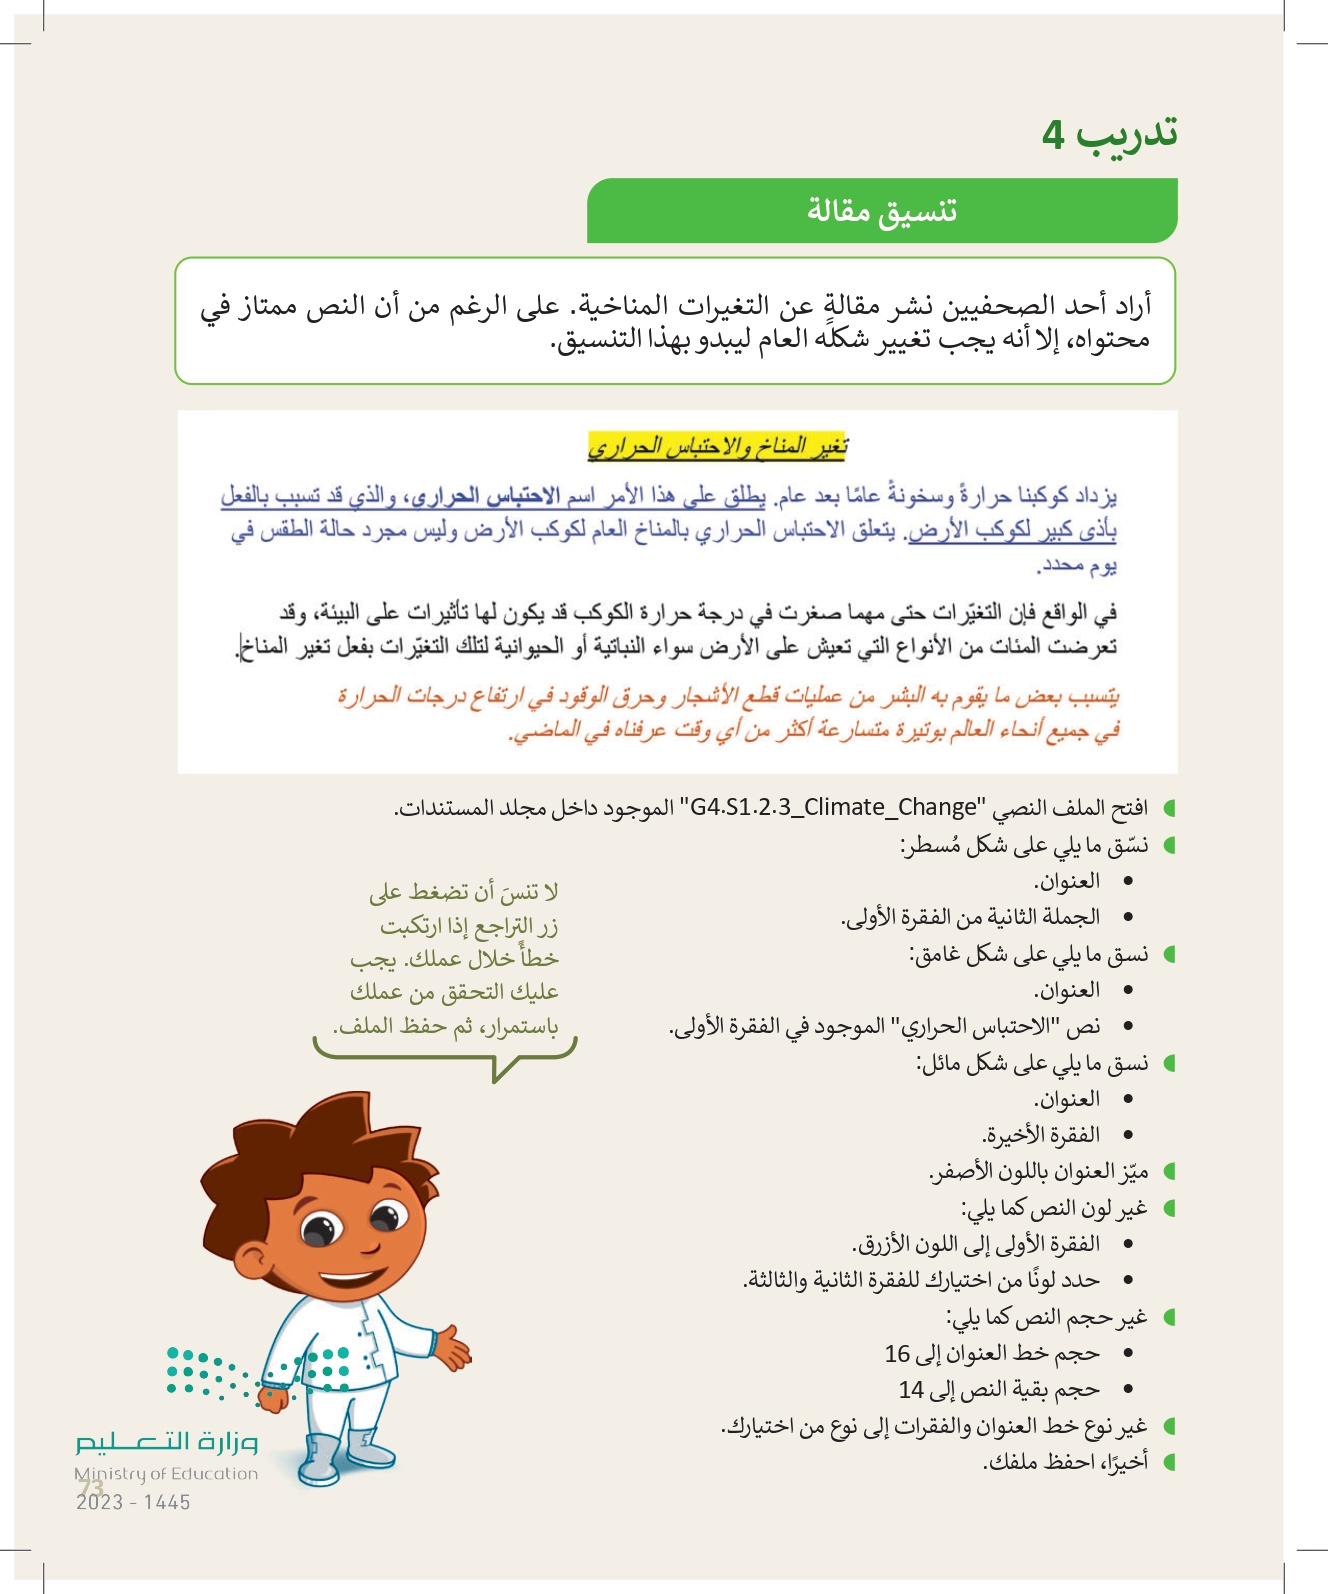 تدريب 4
تنسيق مقالة
أراد أحد الصحفيين نشر مقالةٍ عن التغيرات المناخية. على الرغم من أن النص ممتاز في
محتواه، إلا أنه يجب تغيير شكلَه العام ليبدو بهذا التنسيق.
تغير المناخ والاحتباس الحراري
يزداد كوكبنا حرارةً وسخونةً عامًا بعد عام. يطلق على هذا الأمر اسم الاحتباس الحراري، والذي قد تسبب بالفعل
بأذى كبير لكوكب الأرض. يتعلق الاحتباس الحراري بالمناخ العام لكوكب الأرض وليس مجرد حالة الطقس في
يوم محدد.
في الواقع فإن التغيّرات حتى مهما صغرت في درجة حرارة الكوكب قد يكون لها تأثيرات على البيئة، وقد
تعرضت المئات من الأنواع التي تعيش على الأرض سواء النباتية أو الحيوانية لتلك التغيّرات بفعل تغير المناخ.
يتسبب بعض ما يقوم به البشر من عمليات قطع الأشجار وحرق الوقود في ارتفاع درجات الحرارة
في جميع أنحاء العالم بوتيرة متسارعة أكثر من أي وقت عرفناه في الماضي.
افتح الملف النصي "G4.S1.2.3_Climate_Change" الموجود داخل مجلد المستندات.
نسّق ما يلي على شكل مُسطر:
• العنوان.
• الجملة الثانية من الفقرة الأولى.
نسق ما يلي على شكل غامق:
• العنوان.
• نص "الاحتباس الحراري" الموجود في الفقرة الأولى.
نسق ما يلي على شكل مائل:
• العنوان.
• الفقرة الأخيرة.
ميّز العنوان باللون الأصفر.
غير لون النص كما يلي:
• الفقرة الأولى إلى اللون الأزرق.
• حدد لونًا من اختيارك للفقرة الثانية والثالثة.
غير حجم النص كما يلي:
• حجم خط العنوان إلى 16
• حجم بقية النص إلى 14
غير نوع خط العنوان والفقرات إلى نوع من اختيارك.
أخيرًا، احفظ ملفك.
لا تنسَ أن تضغط على
زر التراجع إذا ارتكبت
خطأً خلال عملك. يجب
عليك التحقق من عملك
باستمرار، ثم حفظ الملف.
وزارة التعليم
Ministry of Education
73
2023 - 1445